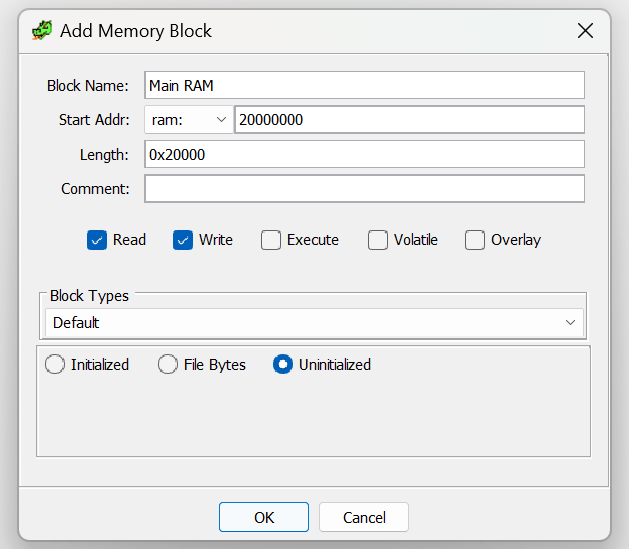 Add Memory Block
Block Name: Main RAM
Start Addr: ram: 20000000
Length: 0x20000
Comment:
Read Write Execute Volatile Overlay
Block Types
Default
Initialized File Bytes Uninitialized
OK Cancel